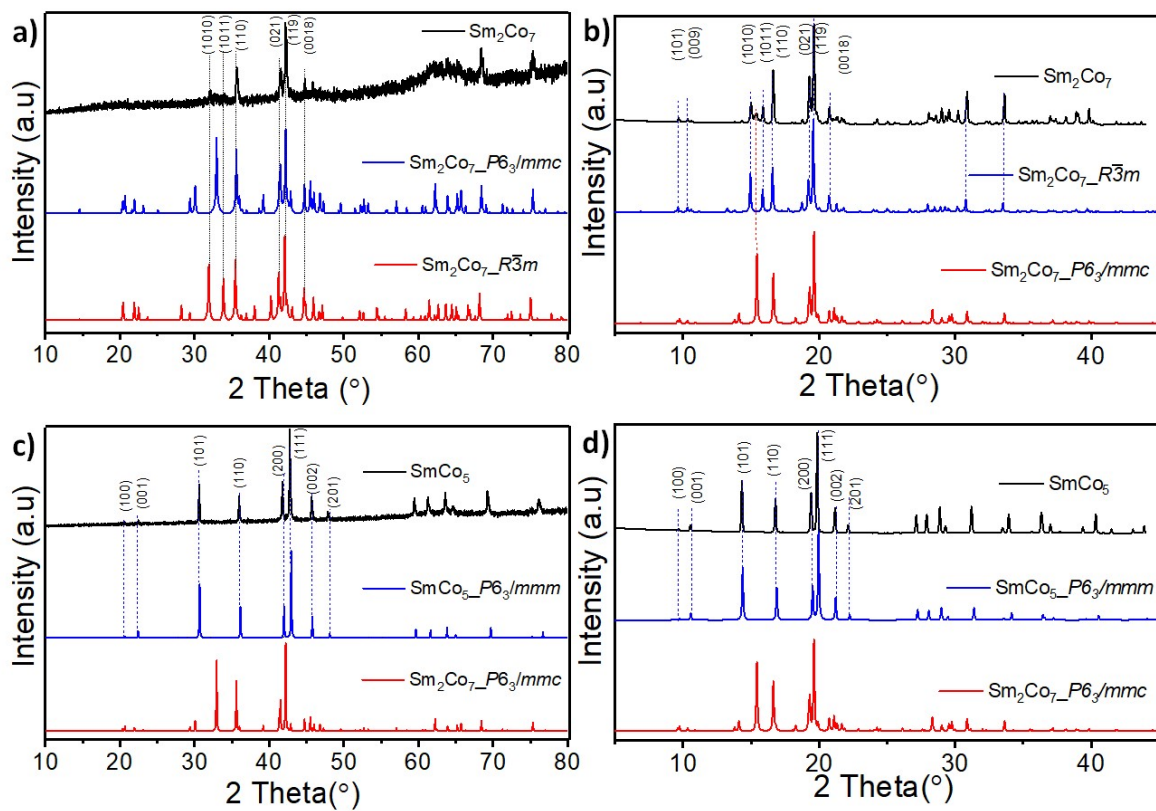 a)
Intensity (a.u)
(1010)
(1011)
(110)
(021)
(119)
(0018)
Sm₂Co₇
Sm₂Co₇_P6₃/mmc
Sm₂Co₇_R3̅m
10 20 30 40 50 60 70 80
2 Theta (°)
b)
Intensity (a.u)
(101)
(009)
(1010)
(1011)
(110)
(021)
(119)
(0018)
Sm₂Co₇
Sm₂Co₇_R3̅m
Sm₂Co₇_P6₃/mmc
10 20 30 40
2 Theta(°)
c)
Intensity (a.u)
(100)
(001)
(101)
(110)
(200)
(111)
(002)
(201)
SmCo₅
SmCo₅_P6₃/mmm
Sm₂Co₇_P6₃/mmc
10 20 30 40 50 60 70 80
2 Theta(°)
d)
Intensity (a.u)
(100)
(001)
(101)
(110)
(200)
(111)
(002)
(201)
SmCo₅
SmCo₅_P6₃/mmm
Sm₂Co₇_P6₃/mmc
10 20 30 40
2 Theta(°)